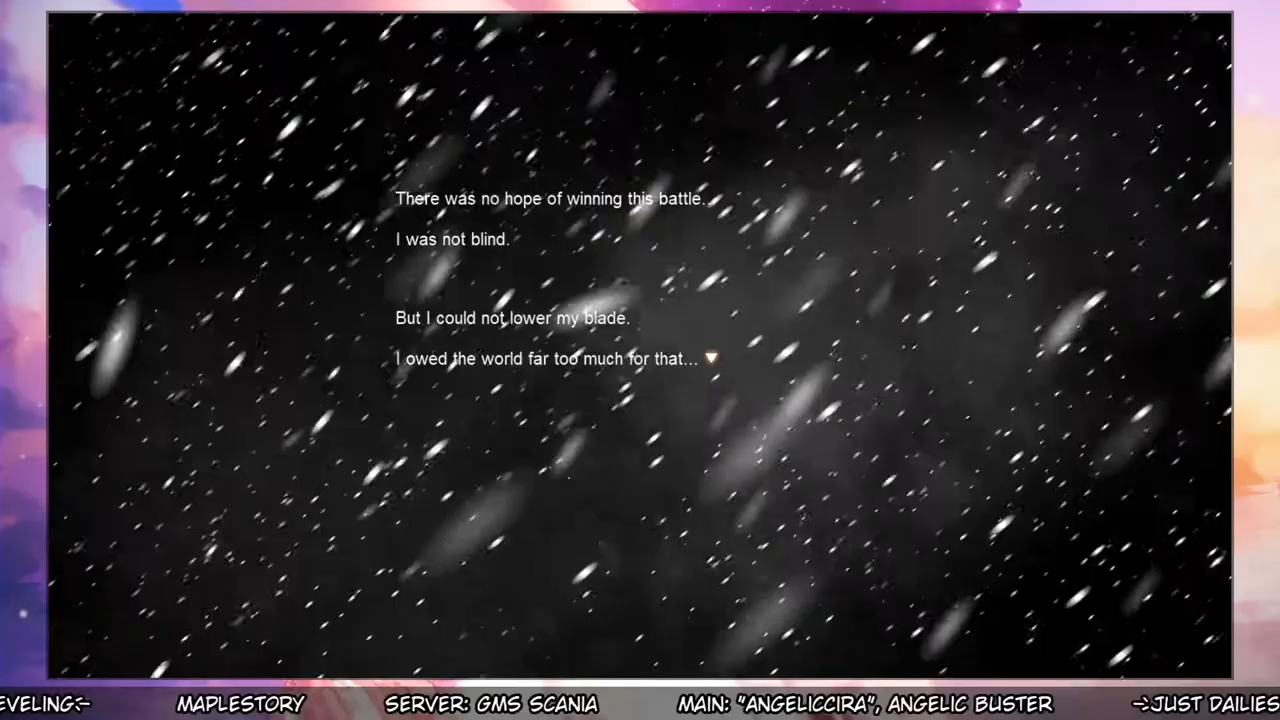 There was no hope of winning this battle.
I was not blind.
But I could not lower my blade.
I owed the world far too much for that...
EVELING:- MAPLESTORY SERVER: GMS SCANIA MAIN: "ANGELICCIRA", ANGELIC BUSTER ->JUST DAILIES